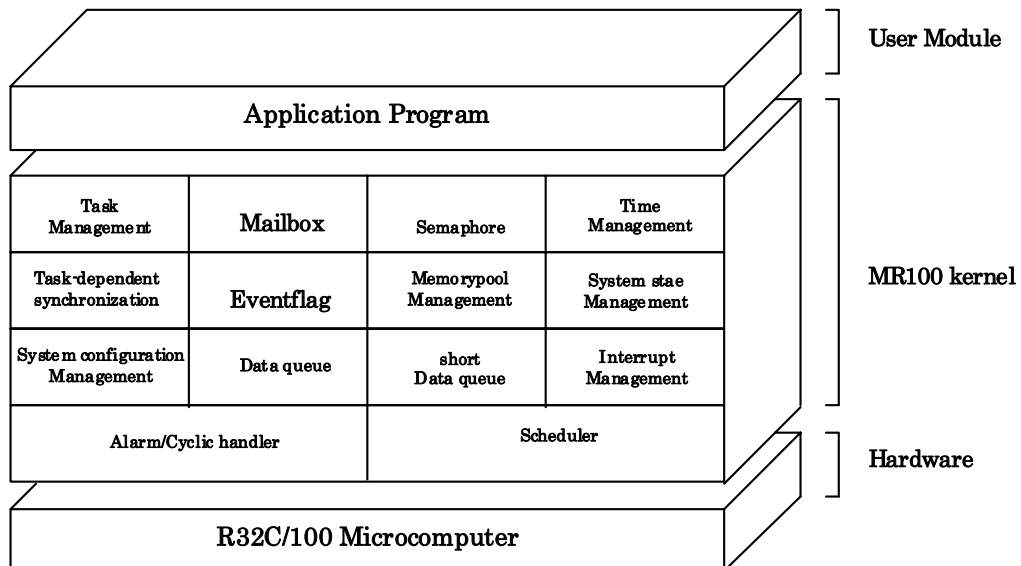 User Module
Application Program
Task
Management
Mailbox
Semaphore
Time
Management
Task-dependent
synchronization
Eventflag
Memorypool
Management
System stae
Management
MR100 kernel
System configuration
Management
Data queue
short
Data queue
Interrupt
Management
Alarm/Cyclic handler
Scheduler
Hardware
R32C/100 Microcomputer